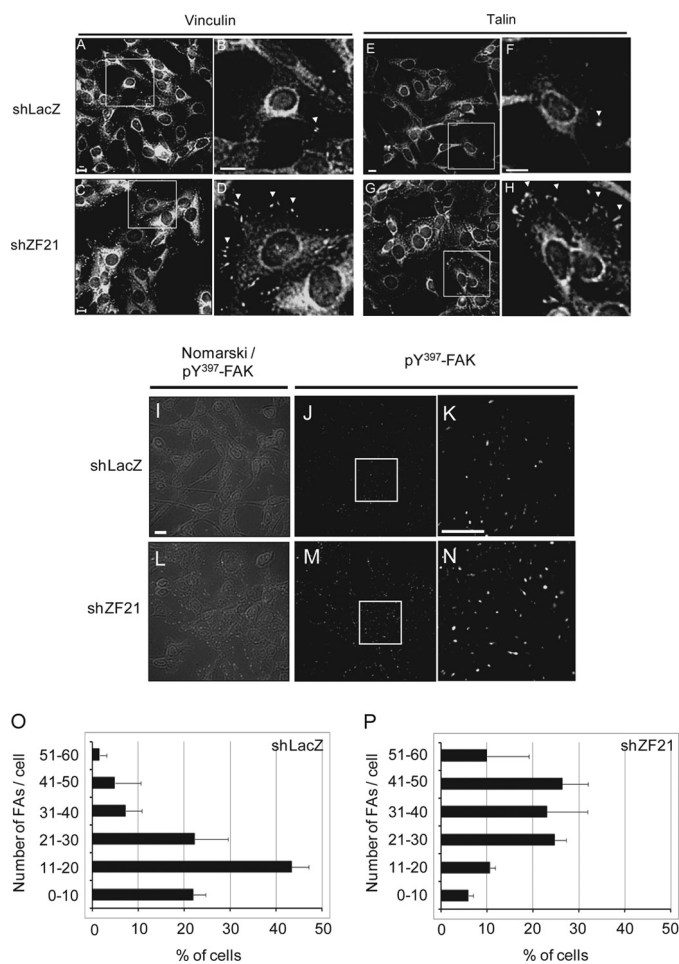 Vinculin Talin
A B E F
shLacZ
C D G H
shZF21
Nomarski / pY397-FAK
pY397-FAK
I J K
shLacZ
L M N
shZF21
O P
shLacZ
Number of FAs / cell
51-60
41-50
31-40
21-30
11-20
0-10
0 10 20 30 40 50
% of cells
shZF21
Number of FAs / cell
51-60
41-50
31-40
21-30
11-20
0-10
0 10 20 30 40 50
% of cells